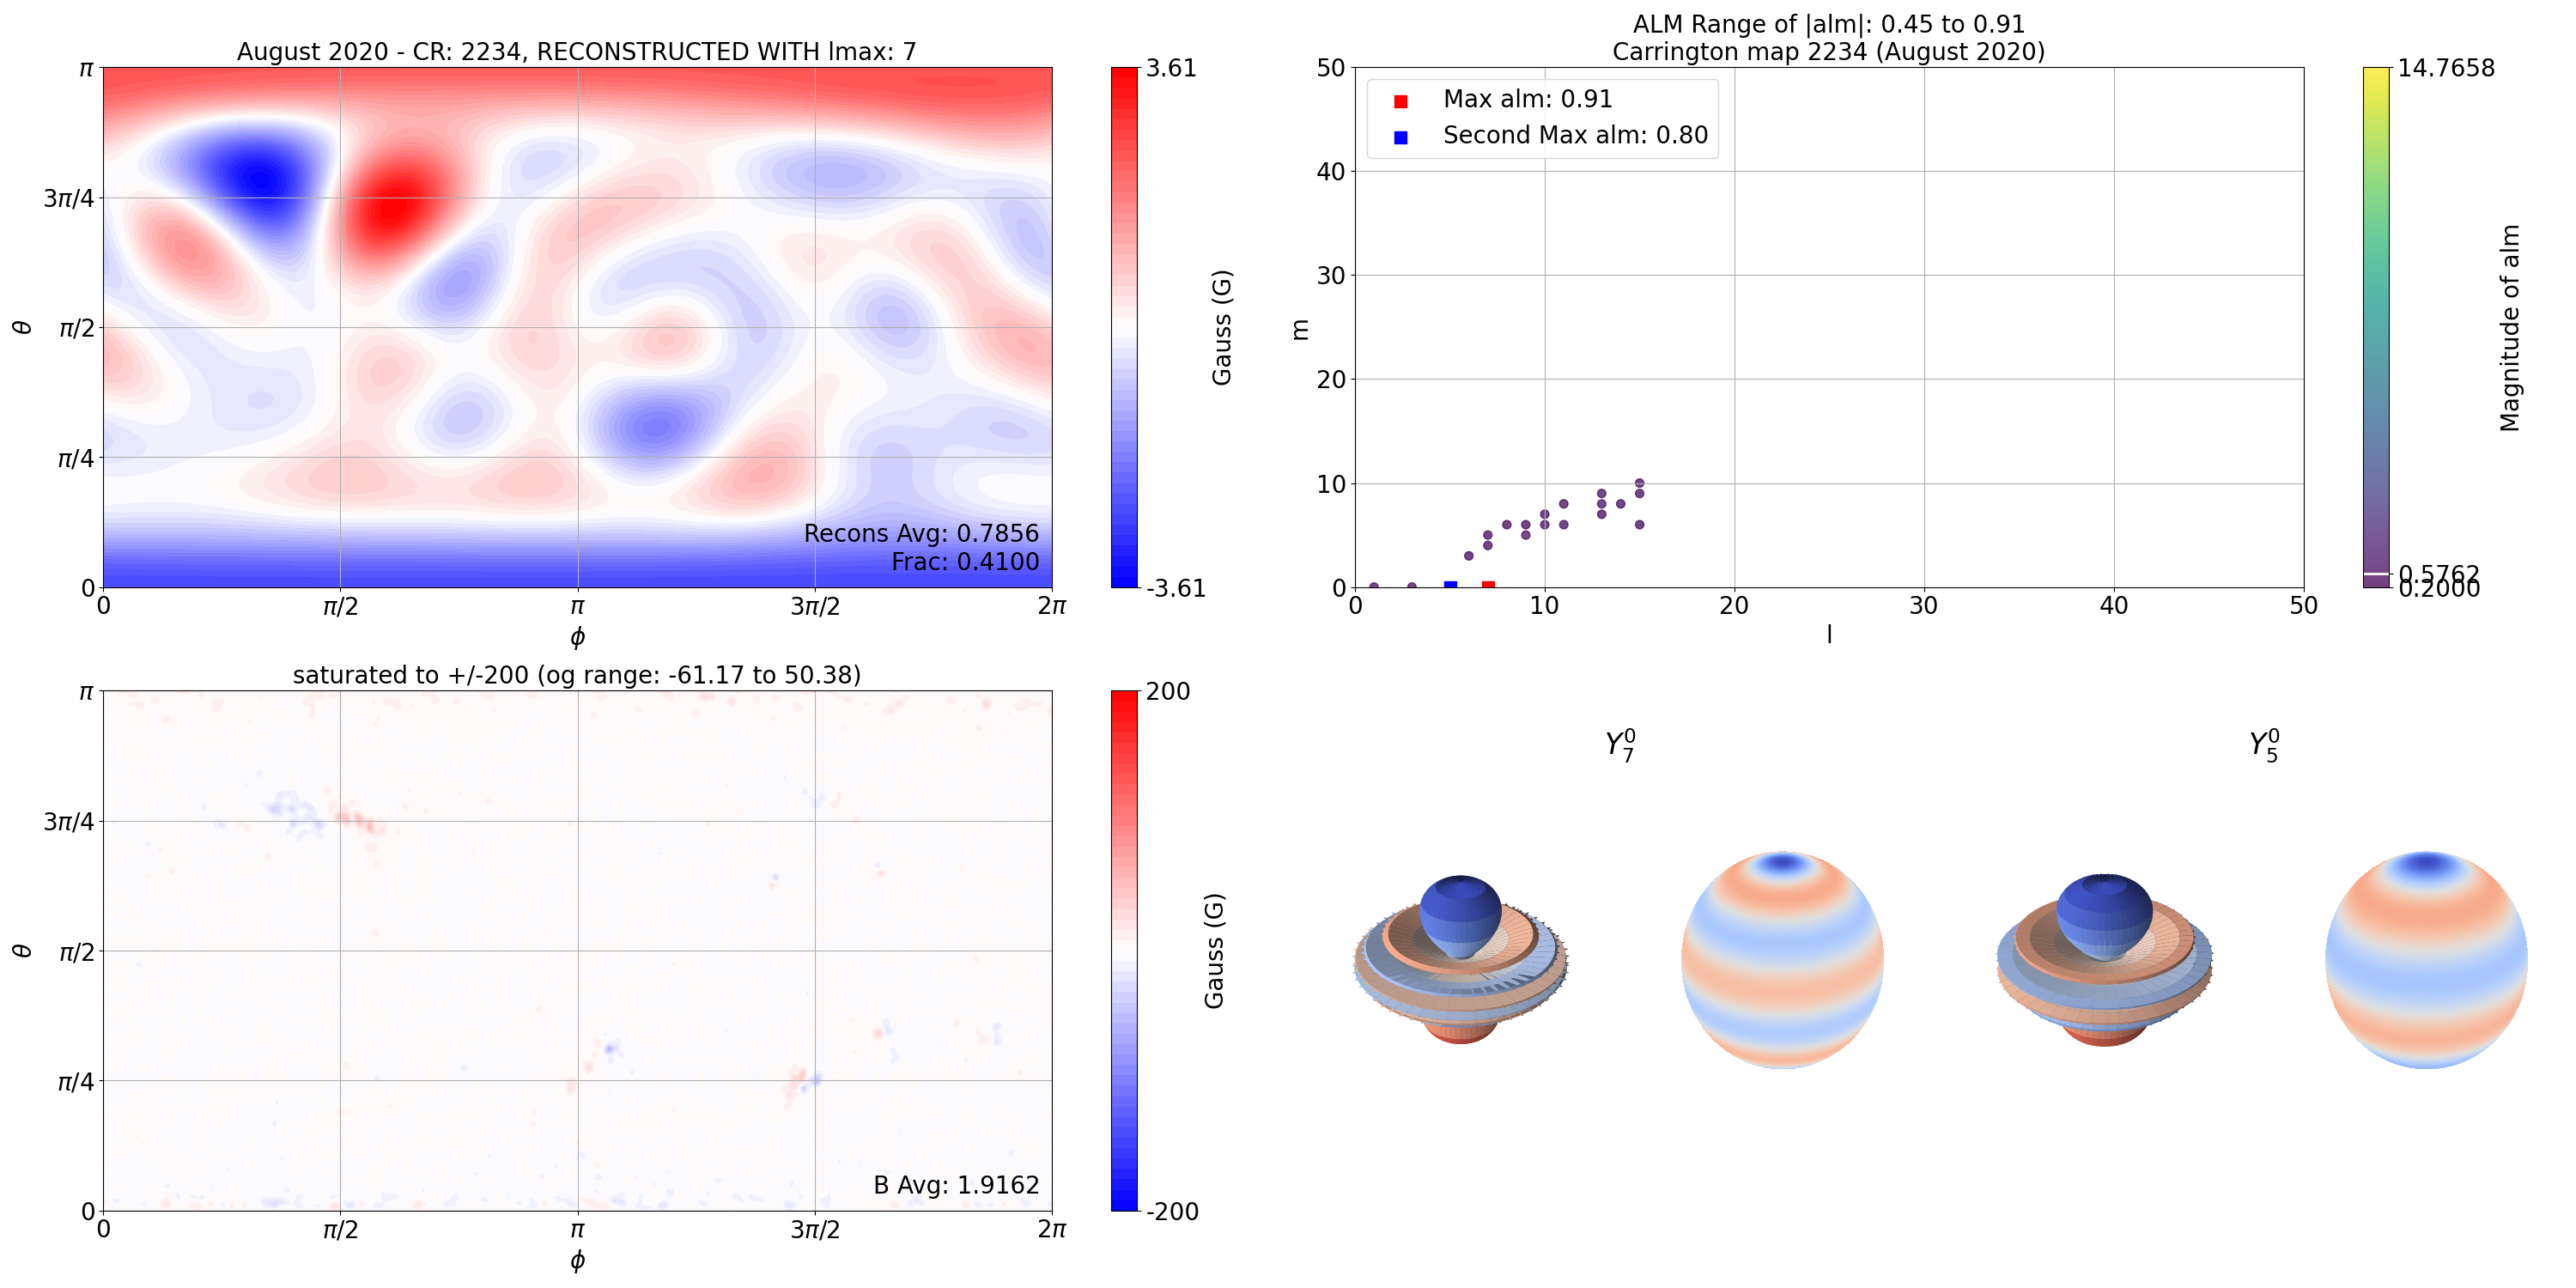 August 2020 - CR: 2234, RECONSTRUCTED WITH lmax: 7
π
3π/4
π/2
π/4
0
θ
0
π/2
π
3π/2
2π
ϕ
Recons Avg: 0.7856
Frac: 0.4100
3.61
-3.61
Gauss (G)
ALM Range of |alm|: 0.45 to 0.91
Carrington map 2234 (August 2020)
Max alm: 0.91
Second Max alm: 0.80
50
40
30
20
10
0
m
0
10
20
30
40
50
l
14.7658
0.5762
0.2000
Magnitude of alm
saturated to +/-200 (og range: -61.17 to 50.38)
π
3π/4
π/2
π/4
0
θ
0
π/2
π
3π/2
2π
ϕ
B Avg: 1.9162
200
-200
Gauss (G)
Y_7^0
Y_5^0